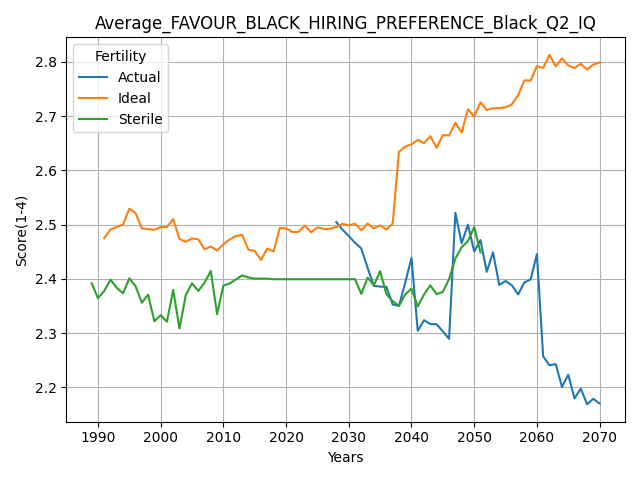 Average_FAVOUR_BLACK_HIRING_PREFERENCE_Black_Q2_IQ
Fertility
Actual
Ideal
Sterile
Score(1-4)
2.8
2.7
2.6
2.5
2.4
2.3
2.2
1990 2000 2010 2020 2030 2040 2050 2060 2070
Years